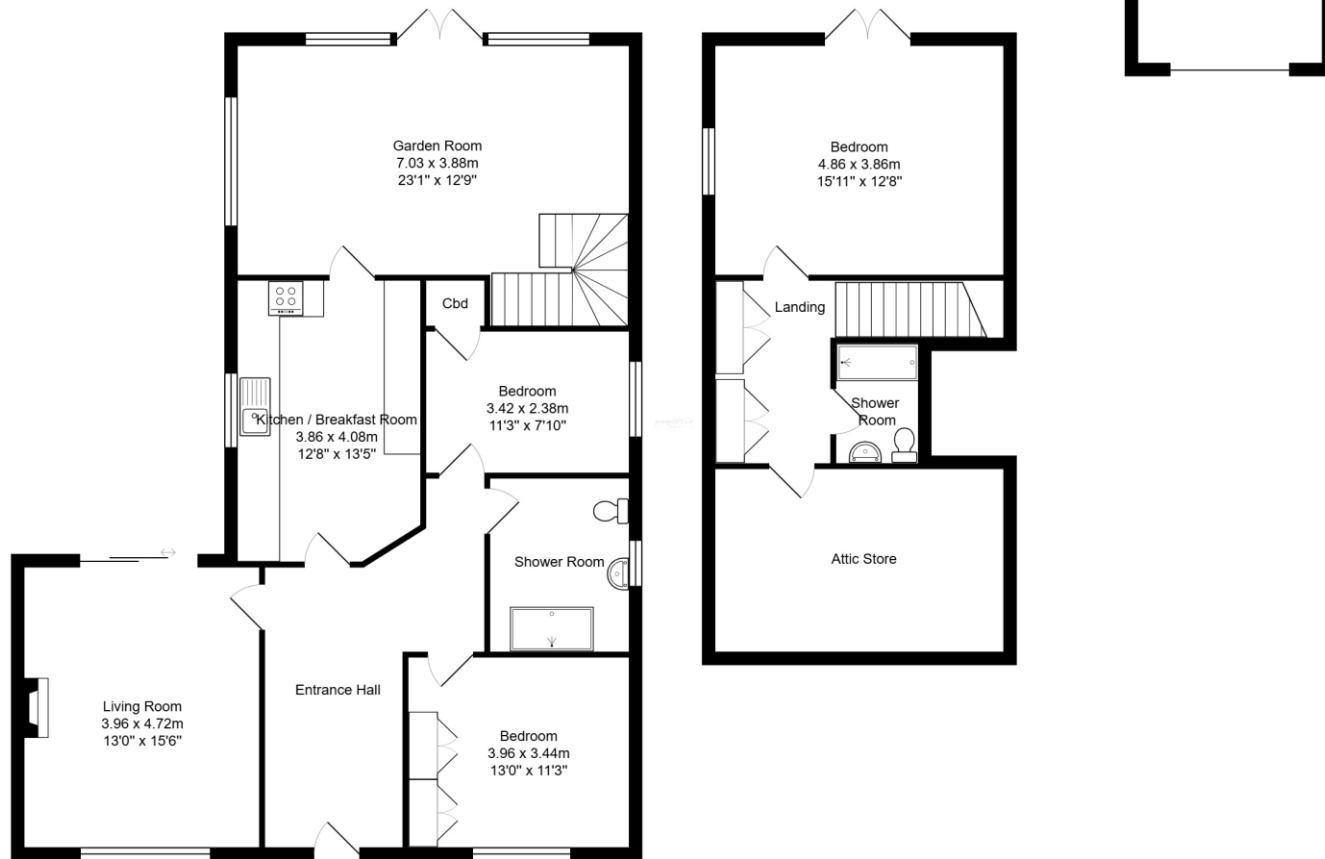 Garden Room
7.03 x 3.88m
23'1" x 12'9"
Bedroom
4.86 x 3.86m
15'11" x 12'8"
Cbd
Landing
Bedroom
3.42 x 2.38m
11'3" x 7'10"
Kitchen / Breakfast Room
3.86 x 4.08m
12'8" x 13'5"
Shower
Room
Shower Room
Attic Store
Entrance Hall
Living Room
3.96 x 4.72m
13'0" x 15'6"
Bedroom
3.96 x 3.44m
13'0" x 11'3"